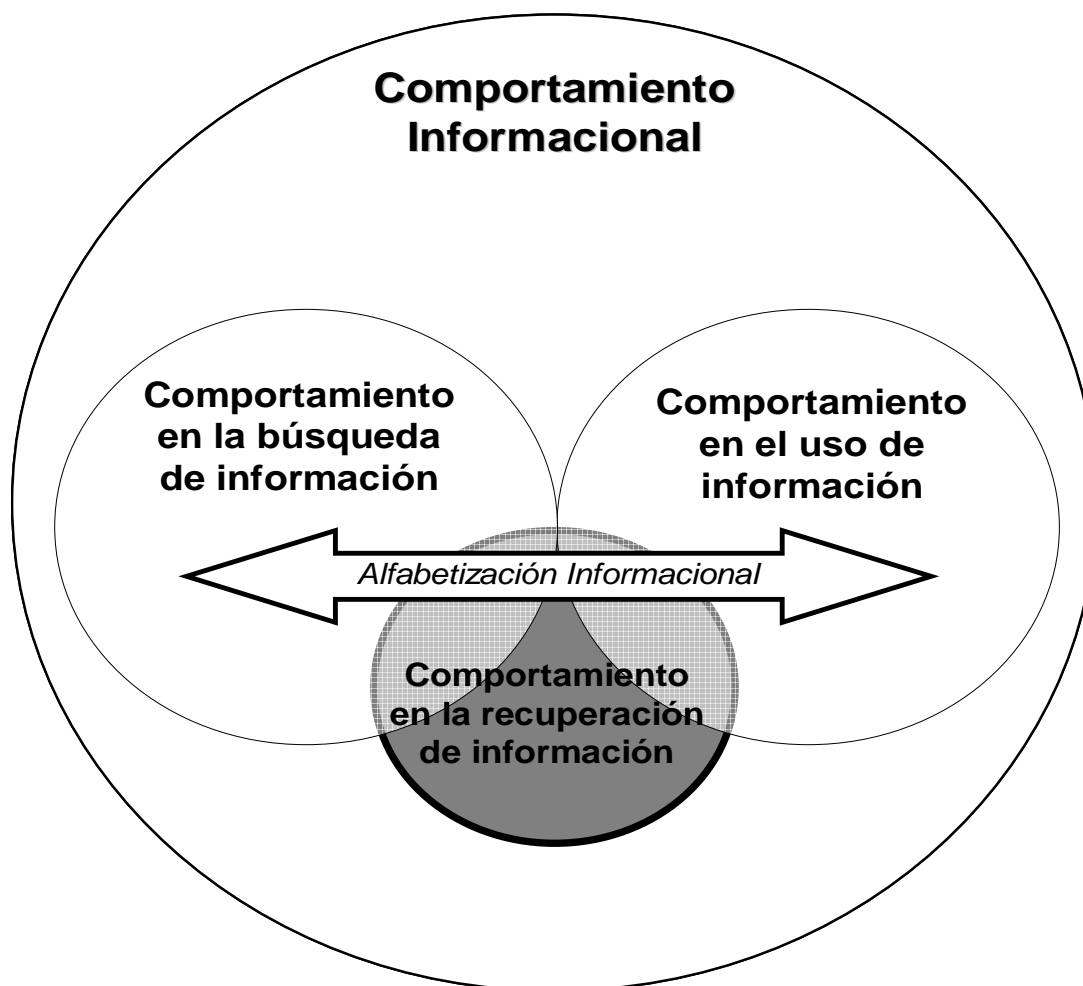 Comportamiento
Informacional
Comportamiento
en la búsqueda
de información
Comportamiento
en el uso de
información
Alfabetización Informacional
Comportamiento
en la recuperación
de información